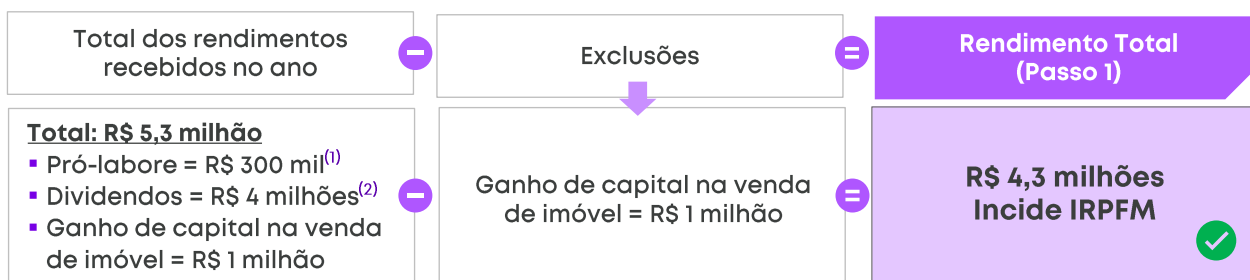 Total dos rendimentos
recebidos no ano
−
Exclusões
=
Rendimento Total
(Passo 1)
Total: R$ 5,3 milhão
▪ Pró-labore = R$ 300 mil(1)
▪ Dividendos = R$ 4 milhões(2)
▪ Ganho de capital na venda
de imóvel = R$ 1 milhão
−
Ganho de capital na venda
de imóvel = R$ 1 milhão
=
R$ 4,3 milhões
Incide IRPFM